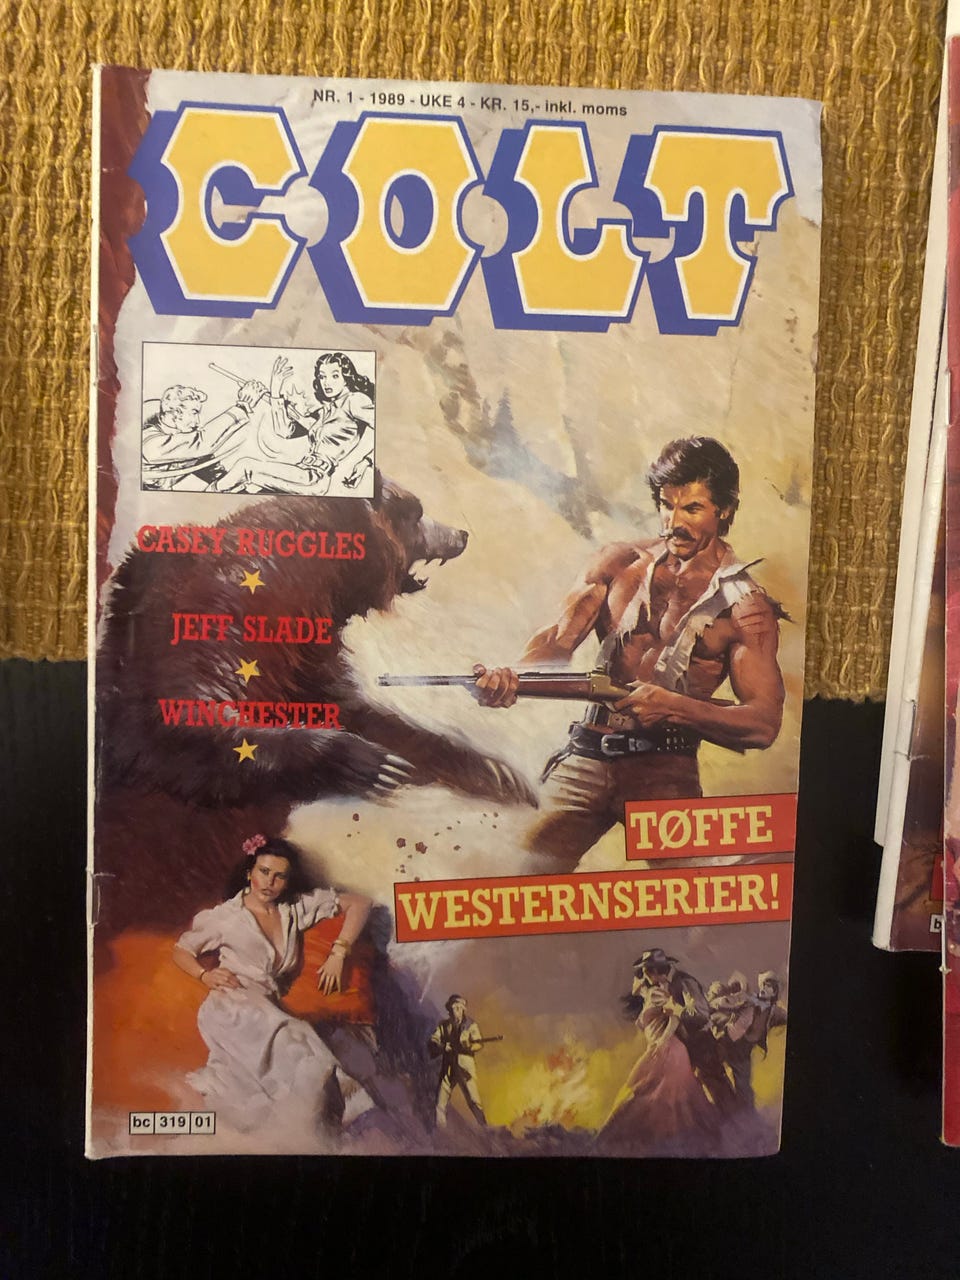 NR. 1 - 1989 - UKE 4 - KR. 15,- inkl. moms
COLT
CASEY RUGGLES
JEFF SLADE
WINCHESTER
TØFFE
WESTERNSERIER!
bc 319 01